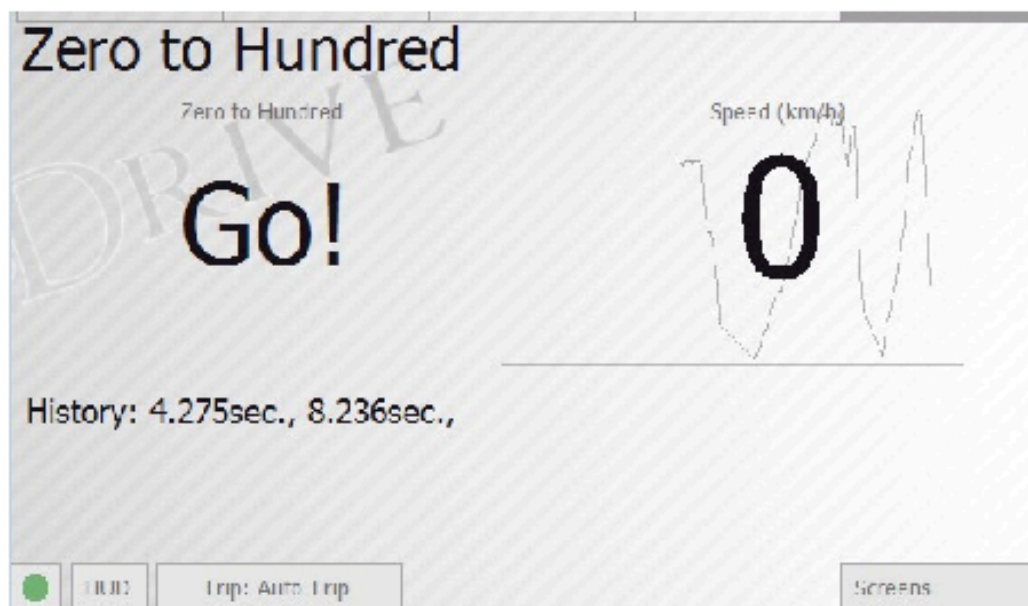 Zero to Hundred
Zero to Hundred
Speed (km/h)
DRIVE
Go!
0
History: 4.275sec., 8.236sec.,
HUD
Trip: Auto Trip
Screens